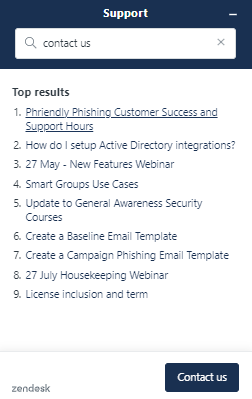 Support
contact us
Top results
1. Phriendly Phishing Customer Success and
Support Hours
2. How do I setup Active Directory integrations?
3. 27 May - New Features Webinar
4. Smart Groups Use Cases
5. Update to General Awareness Security
Courses
6. Create a Baseline Email Template
7. Create a Campaign Phishing Email Template
8. 27 July Housekeeping Webinar
9. License inclusion and term
zendesk
Contact us